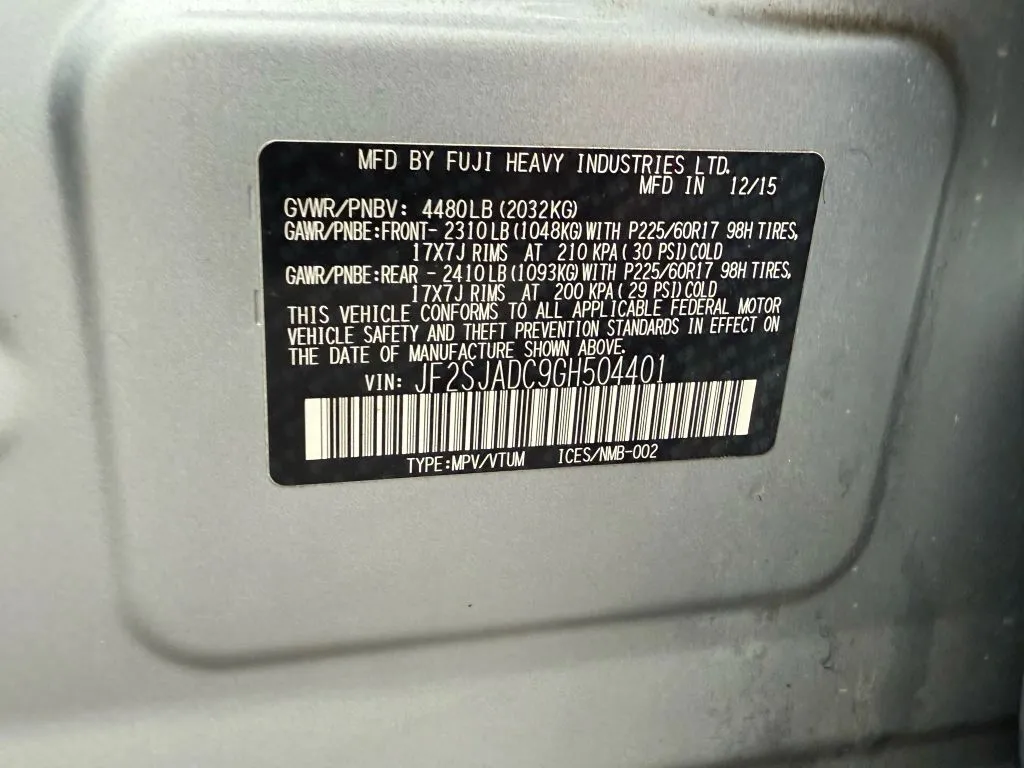 MFD BY FUJI HEAVY INDUSTRIES LTD.
MFD IN 12/15
GVWR/PNBV: 4480LB(2032KG)
GAWR/PNBE:FRONT- 2310LB(1048KG)WITH P225/60R17 98H TIRES,
17X7J RIMS AT 210 KPA( 30 PSI)COLD
GAWR/PNBE:REAR - 2410LB(1093KG)WITH P225/60R17 98H TIRES,
17X7J RIMS AT 200 KPA( 29 PSI)COLD
THIS VEHICLE CONFORMS TO ALL APPLICABLE FEDERAL MOTOR
VEHICLE SAFETY AND THEFT PREVENTION STANDARDS IN EFFECT ON
THE DATE OF MANUFACTURE SHOWN ABOVE.
VIN: JF2SJADC9GH504401
TYPE:MPV/VTUM ICES/NMB-002